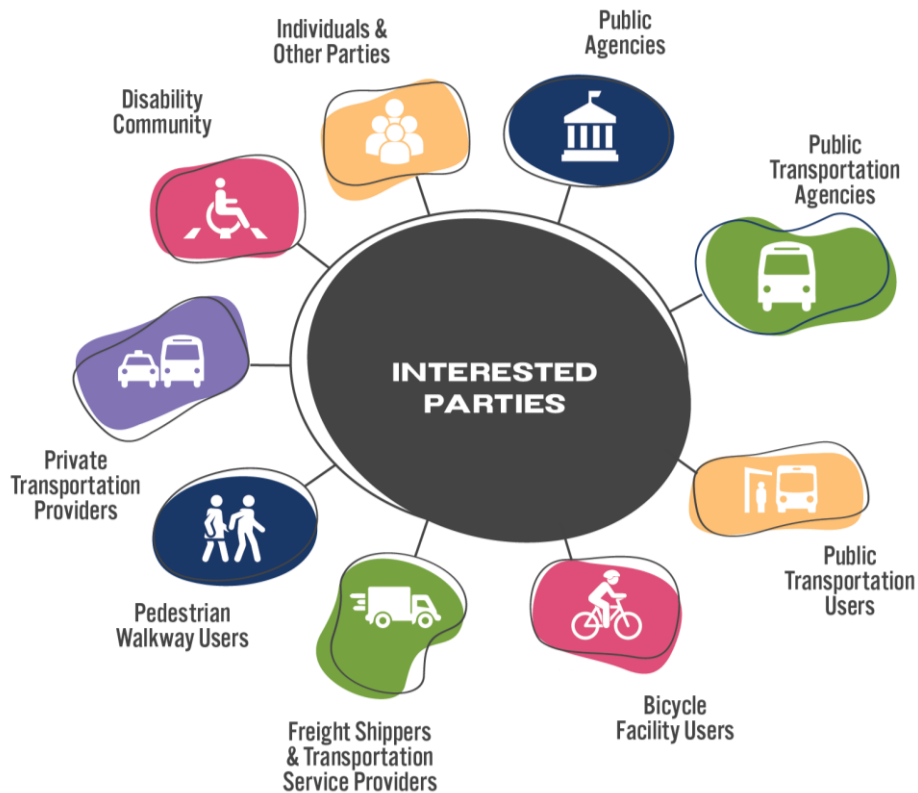 Individuals &
Other Parties
Public
Agencies
Disability
Community
Public
Transportation
Agencies
INTERESTED
PARTIES
Private
Transportation
Providers
Public
Transportation
Users
Pedestrian
Walkway Users
Bicycle
Facility Users
Freight Shippers
& Transportation
Service Providers